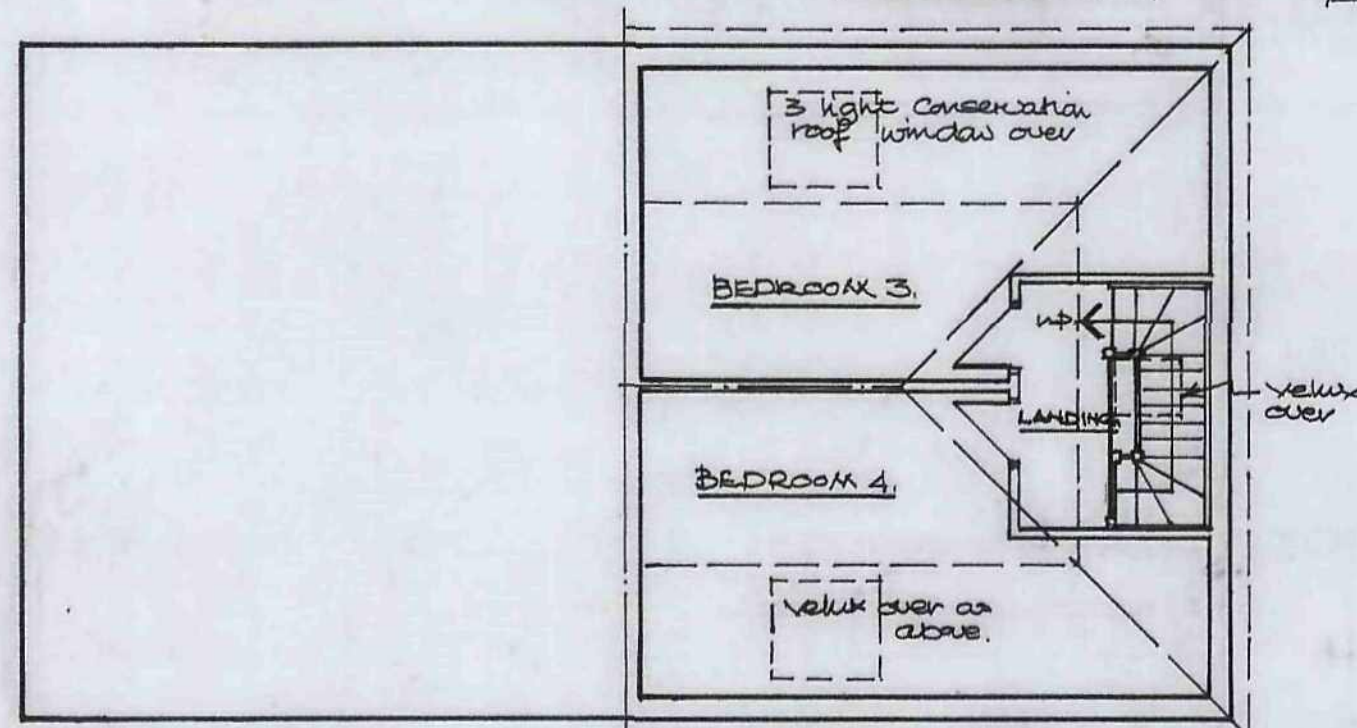 3 light conservation
roof window over
BEDROOM 3.
UP.
LANDING.
velux
over
BEDROOM 4.
velux over as
above.